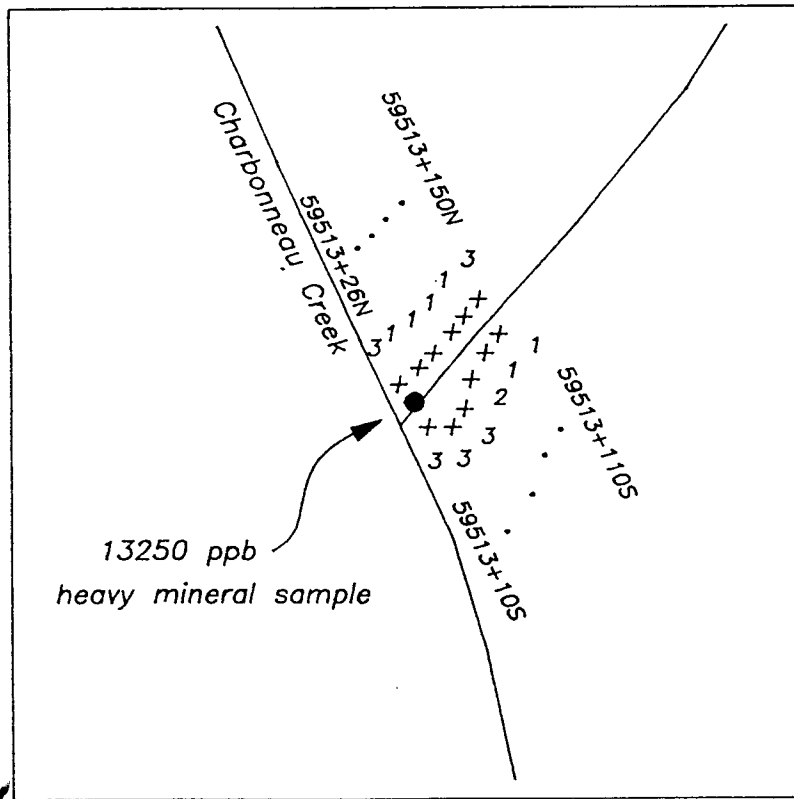 59513+150N
Charbonneau Creek
59513+26N
3
1
1
1
1
3
+ + + + + +
+ + + + + +
1
1
2
3
3
3
59513+110S
59513+10S
13250 ppb
heavy mineral sample